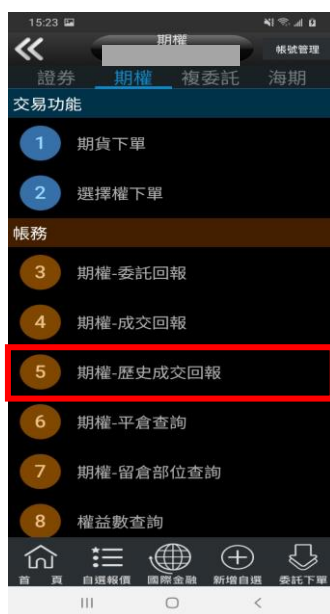 15:23
期權
帳號管理
證券 期權 複委託 海期
交易功能
1 期貨下單
2 選擇權下單
帳務
3 期權-委託回報
4 期權-成交回報
5 期權-歷史成交回報
6 期權-平倉查詢
7 期權-留倉部位查詢
8 權益數查詢
首 頁 自選報價 國際金融 新增自選 委託下單